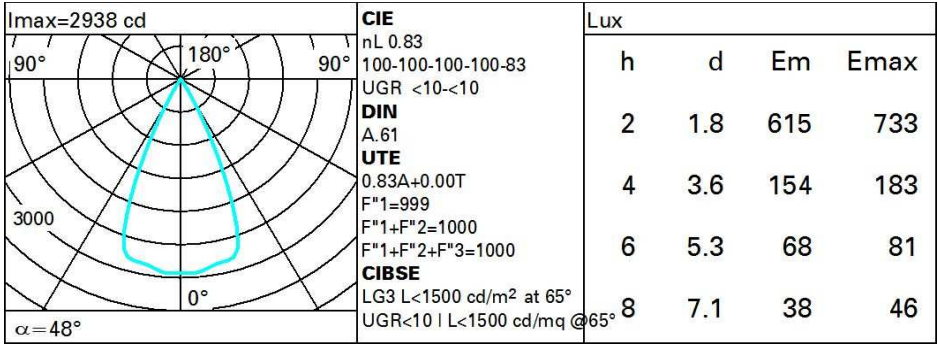 Imax=2938 cd
90°
180°
90°
3000
0°
α=48°
CIE
nL 0.83
100-100-100-100-83
UGR <10-<10
DIN
A.61
UTE
0.83A+0.00T
F"1=999
F"1+F"2=1000
F"1+F"2+F"3=1000
CIBSE
LG3 L<1500 cd/m² at 65°
UGR<10 | L<1500 cd/mq @65°
Lux
h d Em Emax
2 1.8 615 733
4 3.6 154 183
6 5.3 68 81
8 7.1 38 46